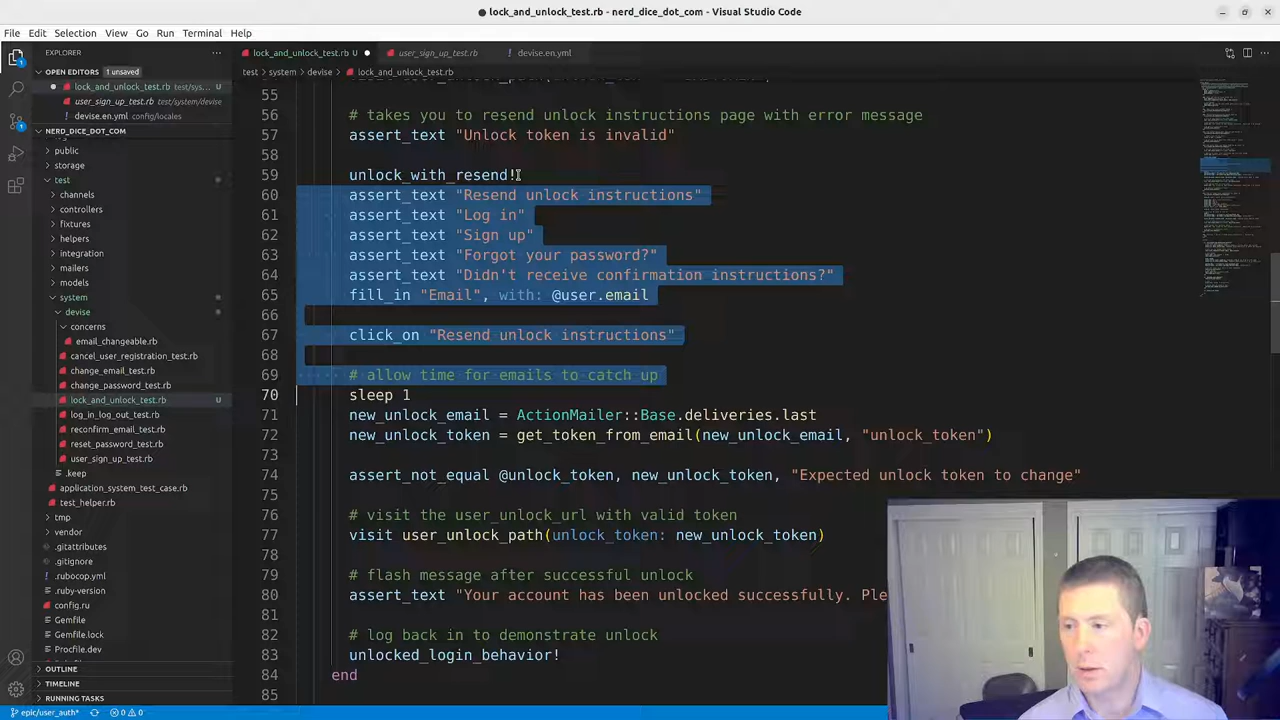 lock_and_unlock_test.rb - nerd_dice_dot_com - Visual Studio Code
File Edit Selection View Go Run Terminal Help
EXPLORER
lock_and_unlock_test.rb U
user_sign_up_test.rb
devise.en.yml
OPEN EDITORS 1 unsaved
lock_and_unlock_test.rb test/sys... U
user_sign_up_test.rb test/system/devise
devise.en.yml config/locales
NERD_DICE_DOT_COM
public
storage
test
channels
controllers
fixtures
helpers
integration
mailers
models
system
devise
concerns
email_changeable.rb
cancel_user_registration_test.rb
change_email_test.rb
change_password_test.rb
lock_and_unlock_test.rb U
log_in_log_out_test.rb
reconfirm_email_test.rb
reset_password_test.rb
user_sign_up_test.rb
.keep
application_system_test_case.rb
test_helper.rb
tmp
vendor
.gitattributes
.gitignore
.rubocop.yml
.ruby-version
config.ru
Gemfile
Gemfile.lock
Procfile.dev
OUTLINE
TIMELINE
RUNNING TASKS
test > system > devise > lock_and_unlock_test.rb
55
56 # takes you to resend unlock instructions page with error message
57 assert_text "Unlock token is invalid"
58
59 unlock_with_resend!
60 assert_text "Resend unlock instructions"
61 assert_text "Log in"
62 assert_text "Sign up"
63 assert_text "Forgot your password?"
64 assert_text "Didn't receive confirmation instructions?"
65 fill_in "Email", with: @user.email
66
67 click_on "Resend unlock instructions"
68
69 # allow time for emails to catch up
70 sleep 1
71 new_unlock_email = ActionMailer::Base.deliveries.last
72 new_unlock_token = get_token_from_email(new_unlock_email, "unlock_token")
73
74 assert_not_equal @unlock_token, new_unlock_token, "Expected unlock token to change"
75
76 # visit the user_unlock_url with valid token
77 visit user_unlock_path(unlock_token: new_unlock_token)
78
79 # flash message after successful unlock
80 assert_text "Your account has been unlocked successfully. Ple
81
82 # log back in to demonstrate unlock
83 unlocked_login_behavior!
84 end
85
epic/user_auth* 0 0